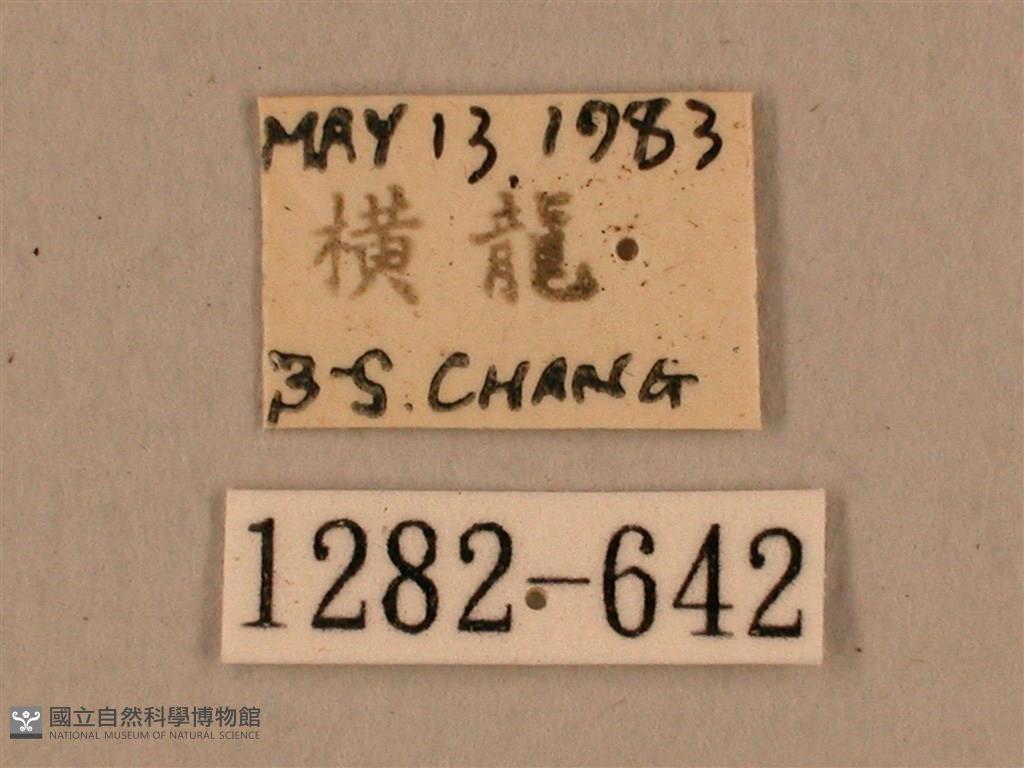 MAY 13, 1983
橫龍
B-S. CHANG
1282-642
國立自然科學博物館
NATIONAL MUSEUM OF NATURAL SCIENCE